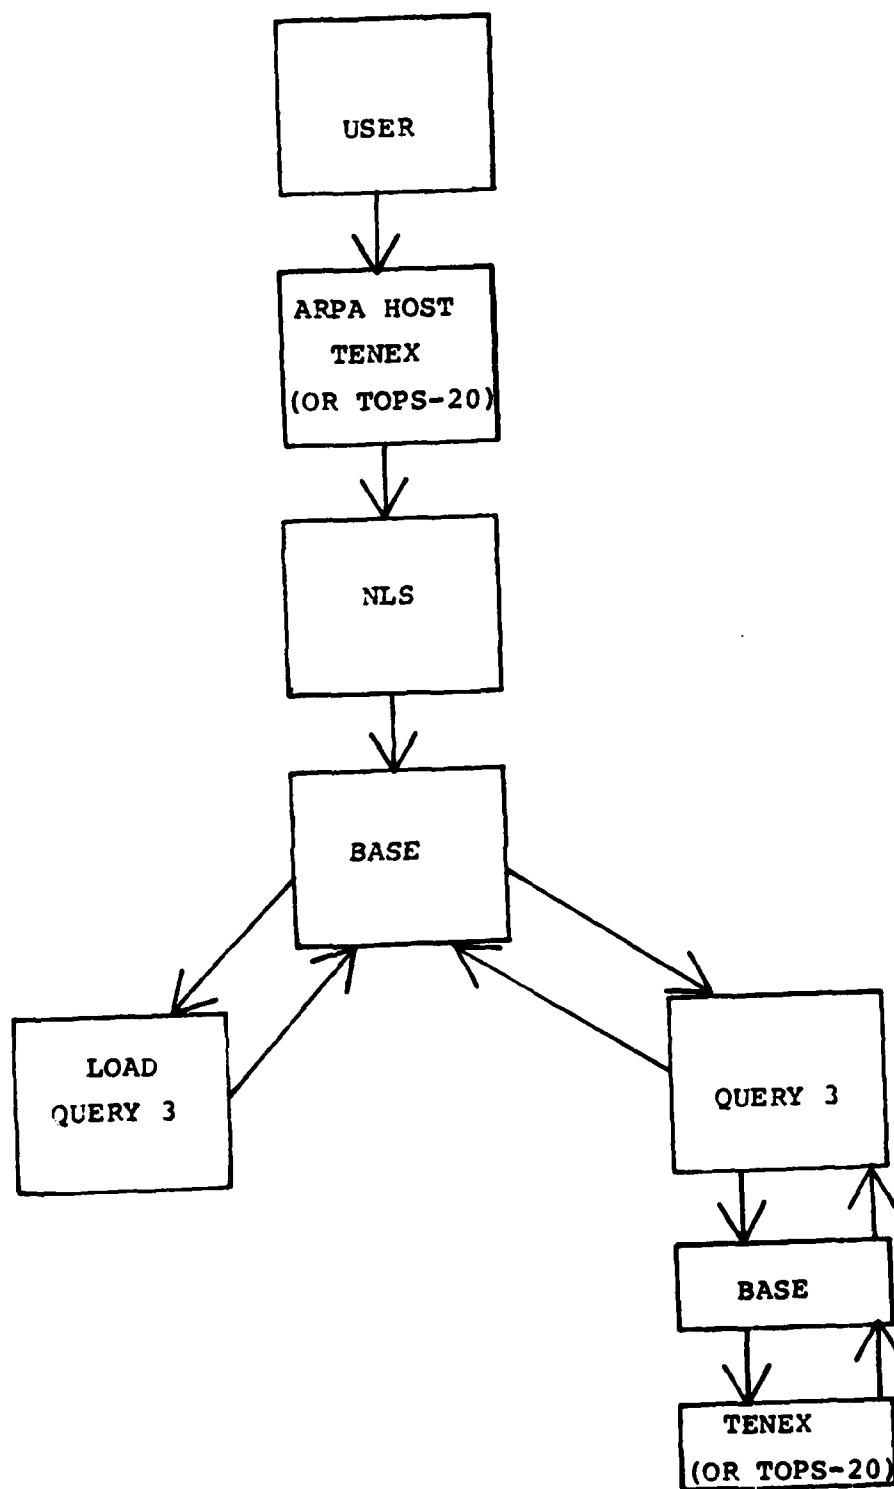 USER
ARPA HOST
TENEX
(OR TOPS-20)
NLS
BASE
LOAD
QUERY 3
QUERY 3
BASE
TENEX
(OR TOPS-20)